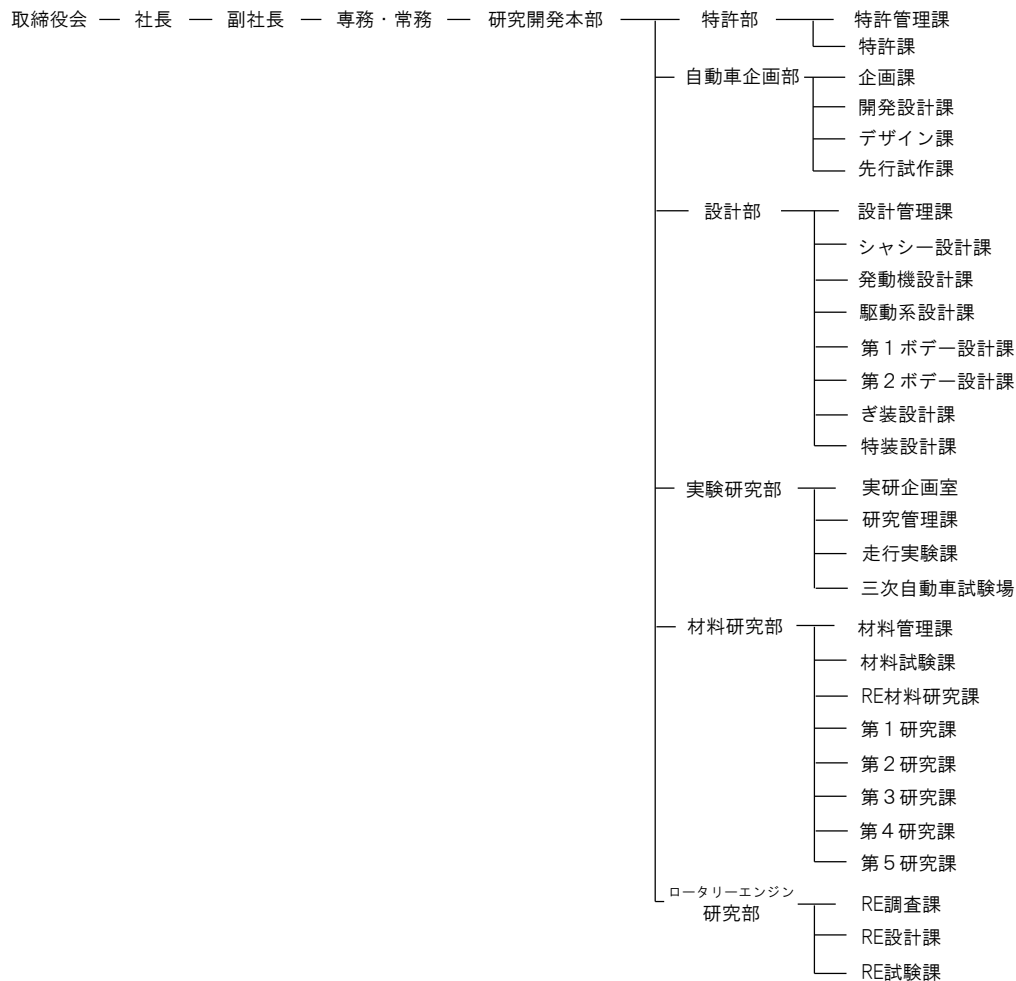 取締役会 社長 副社長 専務・常務 研究開発本部 特許部 特許管理課
特許課
自動車企画部 企画課
開発設計課
デザイン課
先行試作課
設計部 設計管理課
シャシー設計課
発動機設計課
駆動系設計課
第1ボデー設計課
第2ボデー設計課
ぎ装設計課
特装設計課
実験研究部 実研企画室
研究管理課
走行実験課
三次自動車試験場
材料研究部 材料管理課
材料試験課
RE材料研究課
第1研究課
第2研究課
第3研究課
第4研究課
第5研究課
ロータリーエンジン
研究部 RE調査課
RE設計課
RE試験課